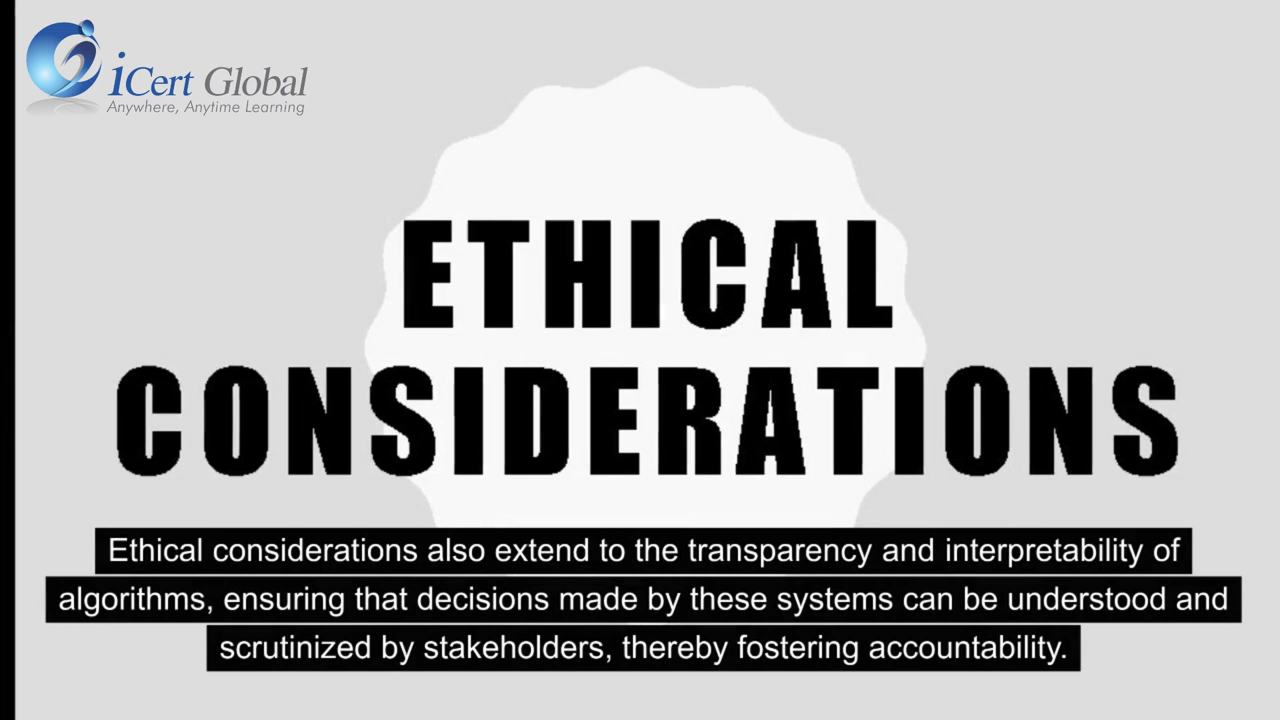 iCert Global
Anywhere, Anytime Learning
ETHICAL
CONSIDERATIONS
Ethical considerations also extend to the transparency and interpretability of
algorithms, ensuring that decisions made by these systems can be understood and
scrutinized by stakeholders, thereby fostering accountability.